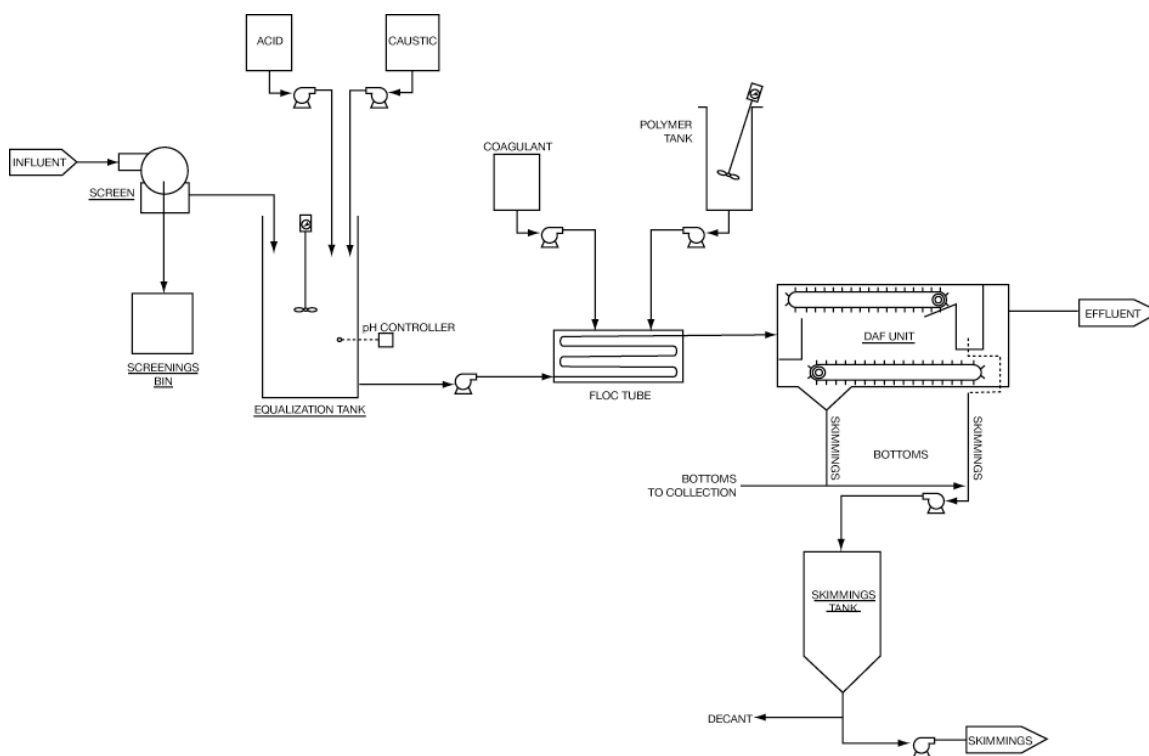 ACID
CAUSTIC
INFLUENT
SCREEN
SCREENINGS
BIN
pH CONTROLLER
EQUALIZATION TANK
COAGULANT
POLYMER
TANK
FLOC TUBE
DAF UNIT
EFFLUENT
SKIMMINGS
BOTTOMS
SKIMMINGS
BOTTOMS
TO COLLECTION
SKIMMINGS
TANK
DECANT
SKIMMINGS